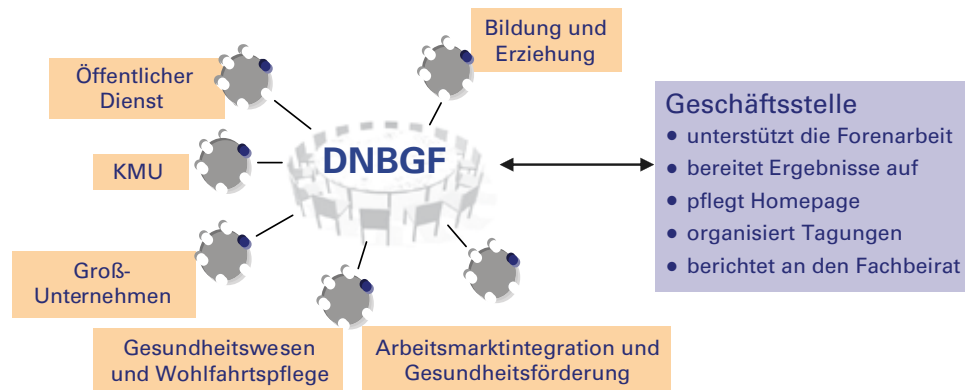 Bildung und
Erziehung
Öffentlicher
Dienst
KMU
Groß-
Unternehmen
Gesundheitswesen
und Wohlfahrtspflege
Arbeitsmarktintegration und
Gesundheitsförderung
DNBGF
Geschäftsstelle
• unterstützt die Forenarbeit
• bereitet Ergebnisse auf
• pflegt Homepage
• organisiert Tagungen
• berichtet an den Fachbeirat